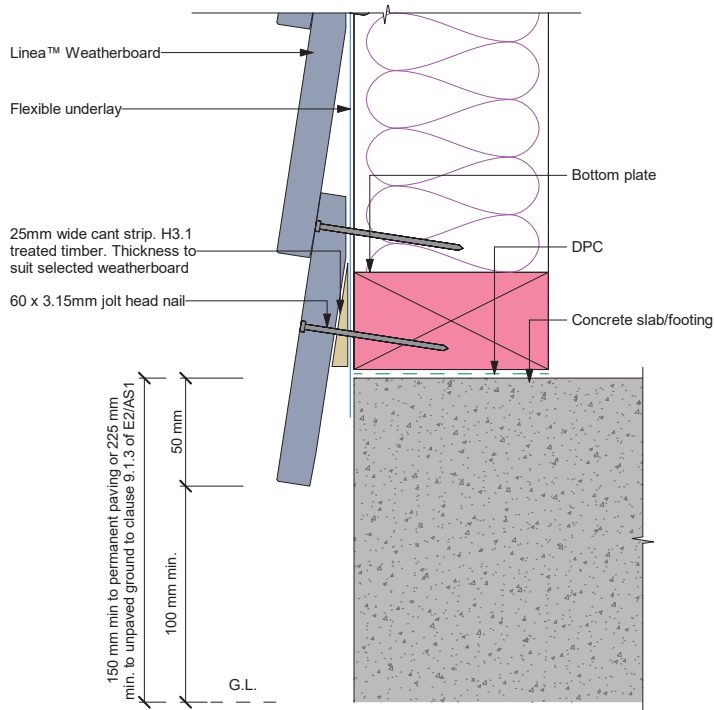 Linea™ Weatherboard
Flexible underlay
25mm wide cant strip. H3.1
treated timber. Thickness to
suit selected weatherboard
60 x 3.15mm jolt head nail
Bottom plate
DPC
Concrete slab/footing
150 mm min to permanent paving or 225 mm
min. to unpaved ground to clause 9.1.3 of E2/AS1
50 mm
100 mm min.
G.L.